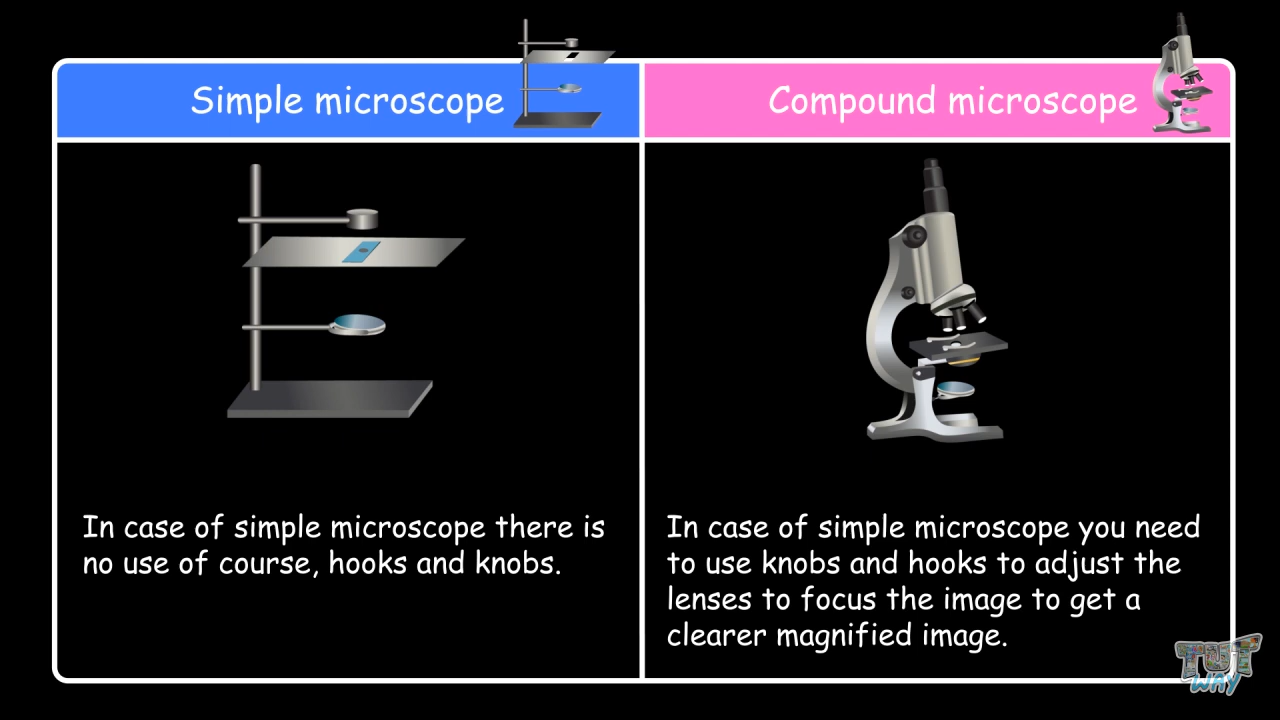 Simple microscope
Compound microscope
In case of simple microscope there is
no use of course, hooks and knobs.
In case of simple microscope you need
to use knobs and hooks to adjust the
lenses to focus the image to get a
clearer magnified image.
TUT
WAY